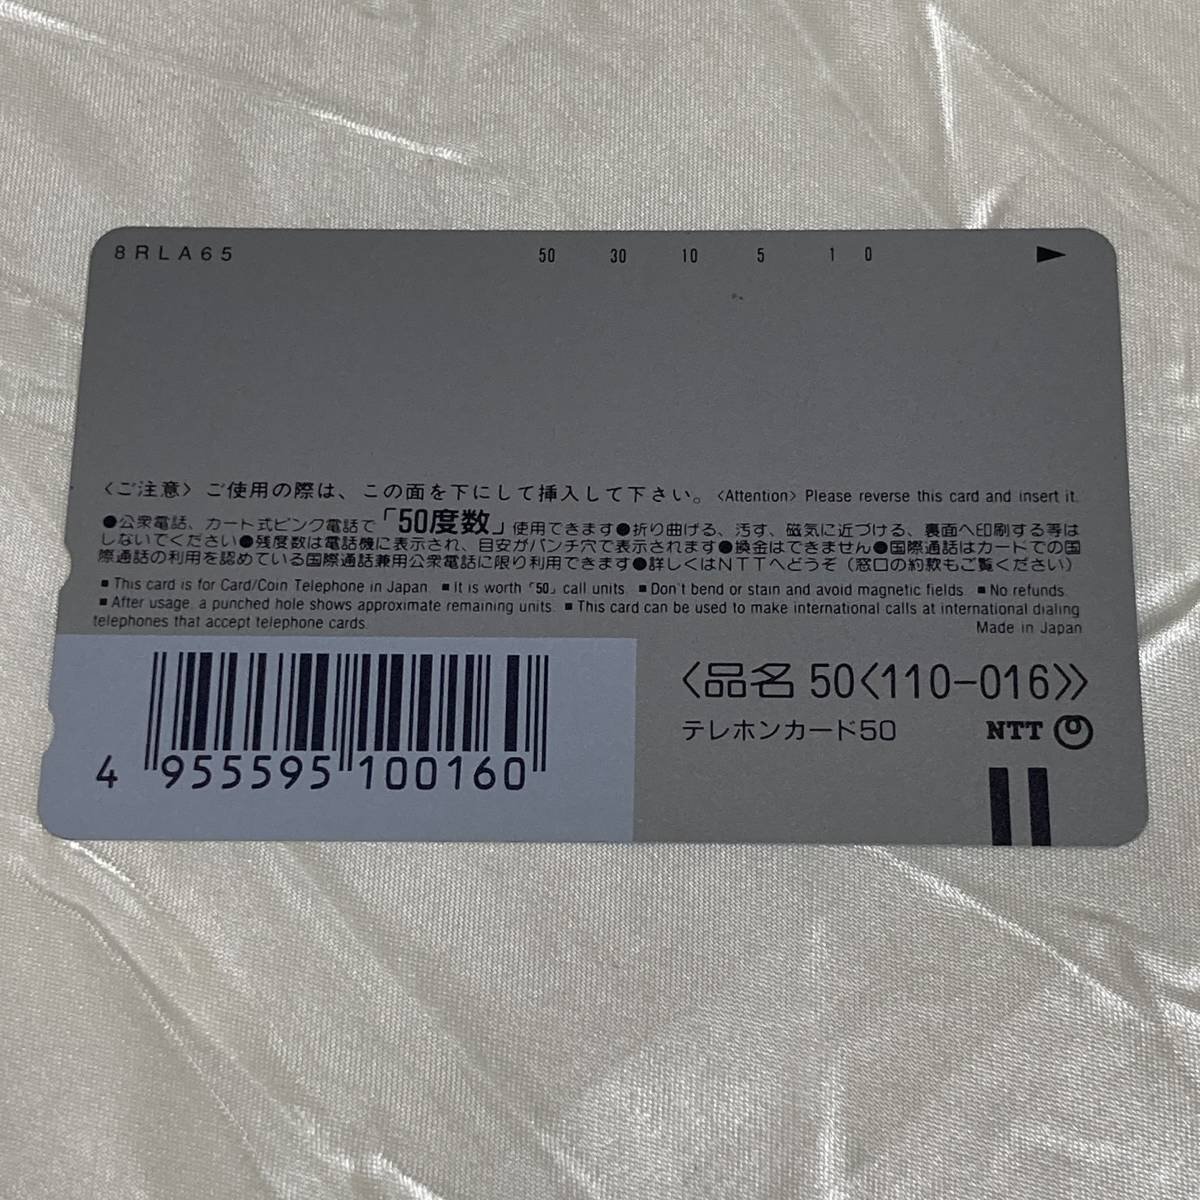 8RLA65 50 30 10 5 1 0 ▶
〈ご注意〉ご使用の際は、この面を下にして挿入して下さい。〈Attention〉Please reverse this card and insert it.
●公衆電話、カード式ピンク電話で「50度数」使用できます●折り曲げる、汚す、磁気に近づける、裏面へ印刷する等は
しないでください●残度数は電話機に表示され、目安がパンチ穴で表示されます●換金はできません●国際通話はカードでの国
際通話の利用を認めている国際通話兼用公衆電話に限り利用できます●詳しくはNTTへどうぞ（窓口の約款もご覧ください）
■This card is for Card/Coin Telephone in Japan. ■It is worth「50」call units. ■Don't bend or stain and avoid magnetic fields. ■No refunds.
■After usage, a punched hole shows approximate remaining units. ■This card can be used to make international calls at international dialing
telephones that accept telephone cards.
Made in Japan
〈品名 50〈110-016〉〉
テレホンカード50 NTT
4 955595 100160